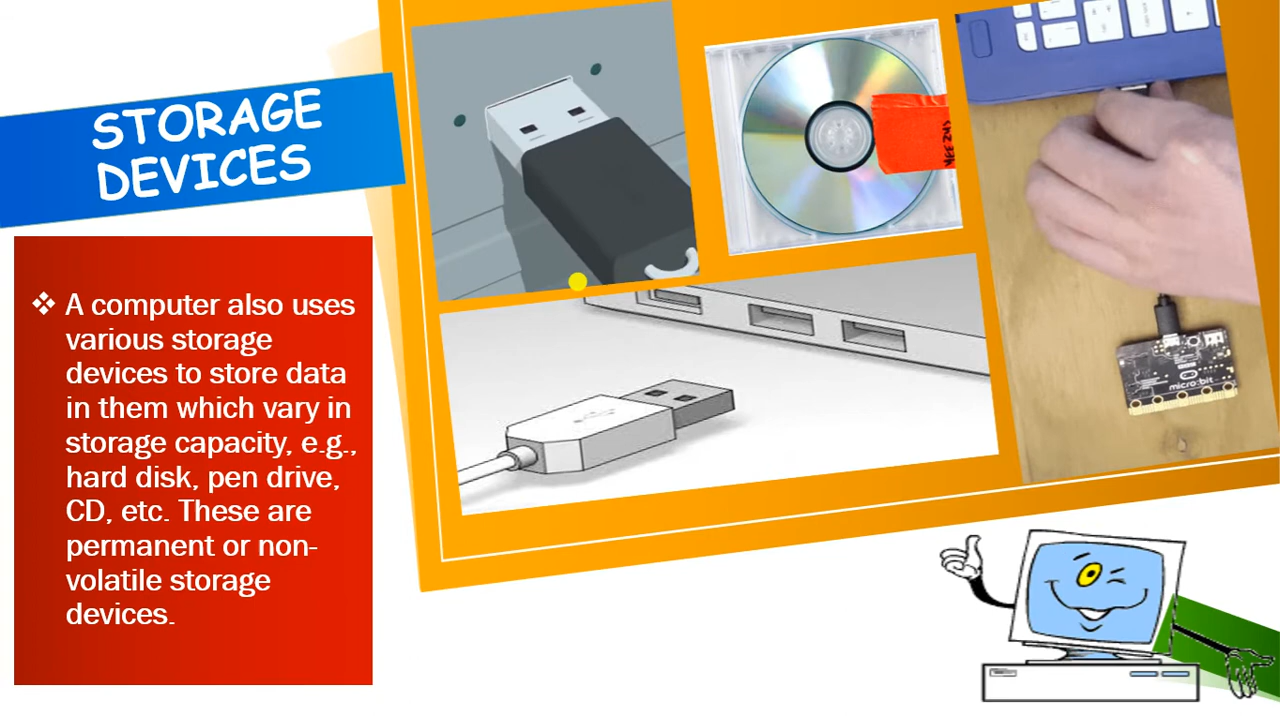 STORAGE
DEVICES
❖ A computer also uses
various storage
devices to store data
in them which vary in
storage capacity, e.g.,
hard disk, pen drive,
CD, etc. These are
permanent or non-
volatile storage
devices.
micro:bit